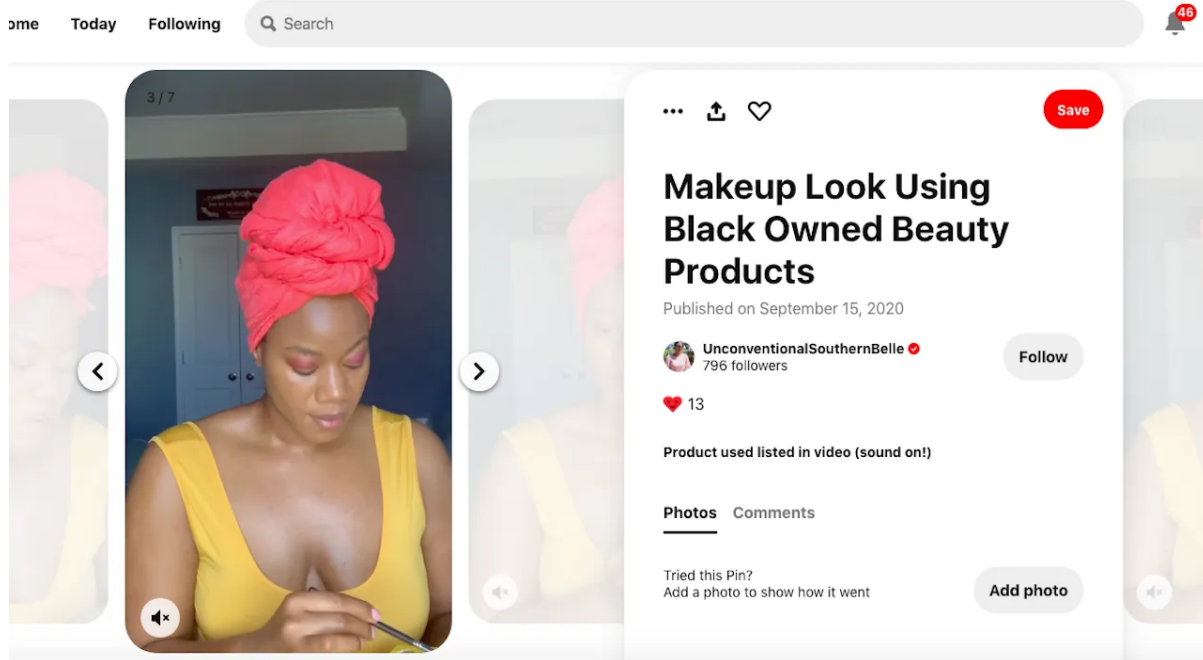 Today
Following
Search
46
3 / 7
Save
Makeup Look Using
Black Owned Beauty
Products
Published on September 15, 2020
UnconventionalSouthernBelle
796 followers
Follow
13
Product used listed in video (sound on!)
Photos
Comments
Tried this Pin?
Add a photo to show how it went
Add photo